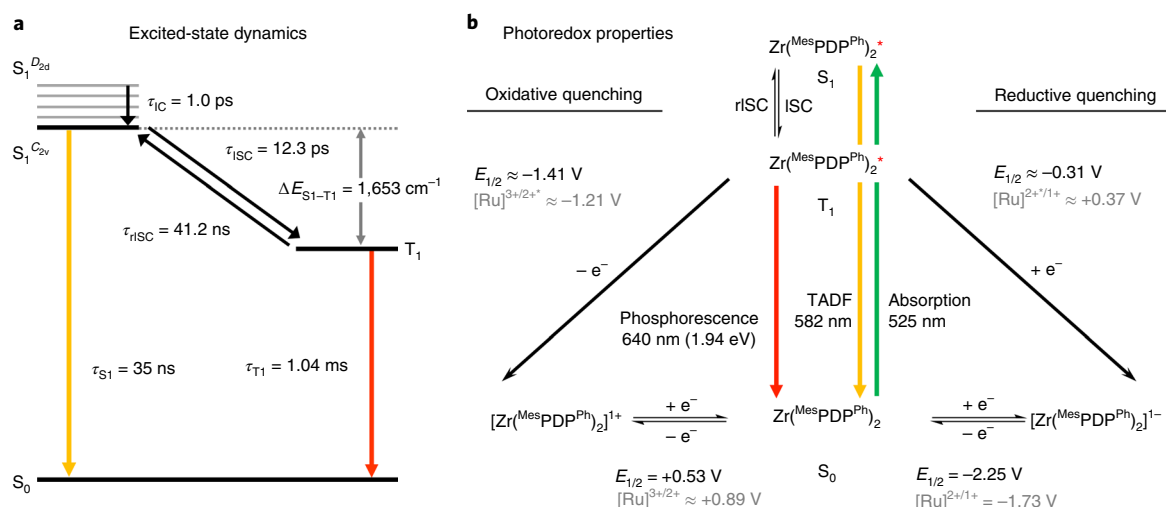 a
Excited-state dynamics
S₁ᴰ²ᵈ
τIC = 1.0 ps
S₁ꟲ²ᵛ
τISC = 12.3 ps
ΔES1–T1 = 1,653 cm⁻¹
τrISC = 41.2 ns
T₁
τS1 = 35 ns
τT1 = 1.04 ms
S₀
b
Photoredox properties
Zr(ᴹᵉˢPDPᴾʰ)₂*
S₁
Oxidative quenching
rISC
ISC
Reductive quenching
Zr(ᴹᵉˢPDPᴾʰ)₂*
E1/2 ≈ –1.41 V
[Ru]³⁺/²⁺* ≈ –1.21 V
E1/2 ≈ –0.31 V
[Ru]²⁺*/¹⁺ ≈ +0.37 V
T₁
– e⁻
+ e⁻
Phosphorescence
640 nm (1.94 eV)
TADF
582 nm
Absorption
525 nm
[Zr(ᴹᵉˢPDPᴾʰ)₂]¹⁺
+ e⁻
– e⁻
Zr(ᴹᵉˢPDPᴾʰ)₂
+ e⁻
– e⁻
[Zr(ᴹᵉˢPDPᴾʰ)₂]¹⁻
E1/2 = +0.53 V
[Ru]³⁺/²⁺ ≈ +0.89 V
S₀
E1/2 = –2.25 V
[Ru]²⁺/¹⁺ = –1.73 V